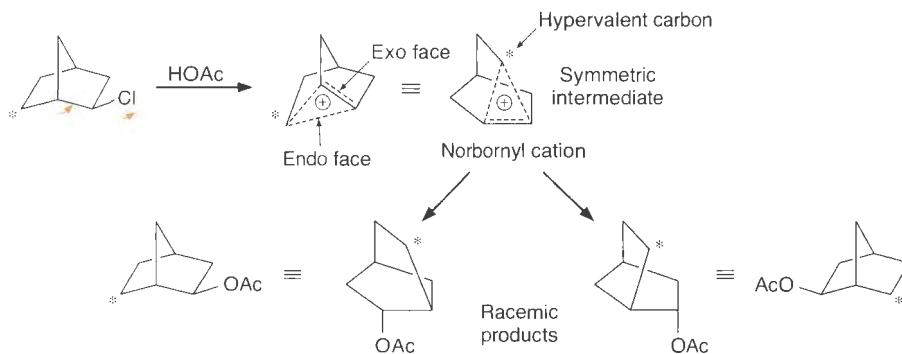 Hypervalent carbon
Exo face
*
Cl
HOAc
⊕
≡
⊕
Symmetric
intermediate
*
*
Endo face
Norbornyl cation
*
*
OAc
≡
≡
AcO
*
*
Racemic
products
OAc
OAc